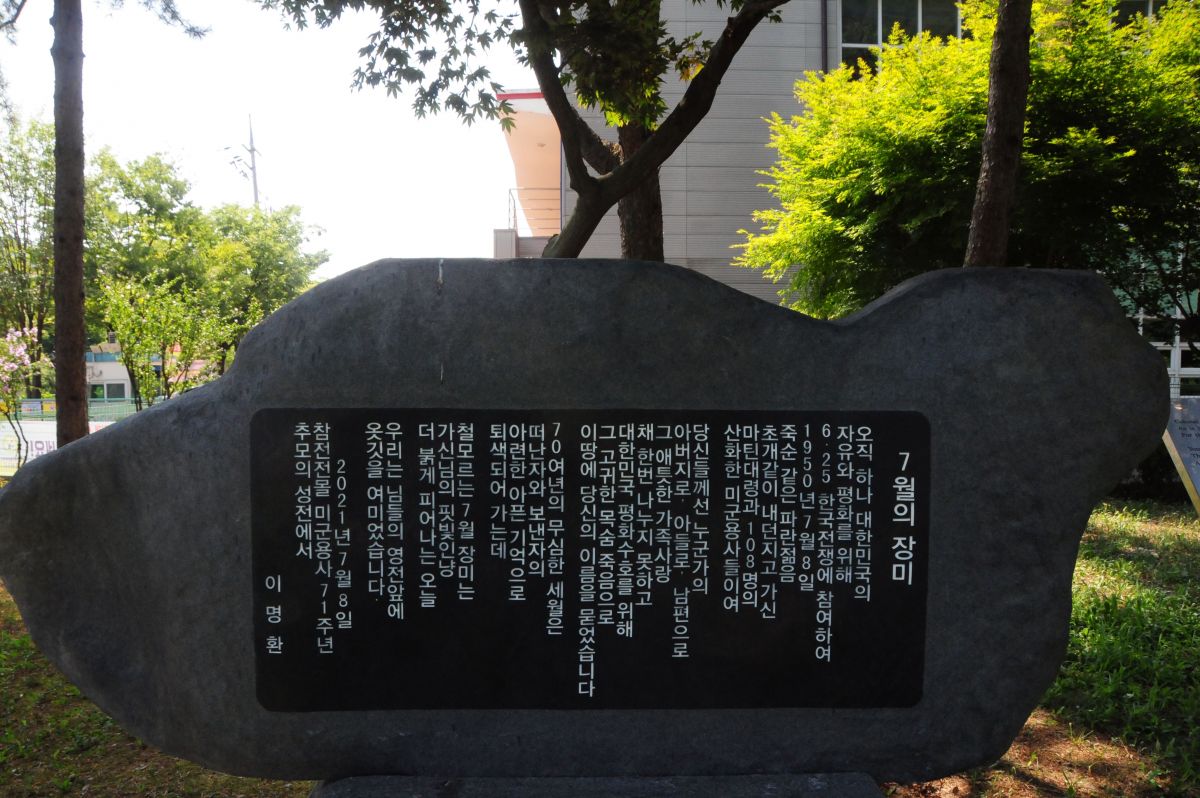 7월의 장미
오직 하나 대한민국의
자유와 평화를 위해
6.25 한국전쟁에 참여하여
1950년 7월 8일
죽순 같은 파란젊음
초개같이 내던지고 가신
마틴대령과 108명의
산화한 미군용사들이여
당신들께선 누군가의
아버지로, 아들로, 남편으로
그 애틋한 가족사랑
채 한번 나누지 못하고
대한민국 평화수호를 위해
그 고귀한 목숨 죽음으로
이땅에 당신의 이름을 묻었습니다
70여년의 무심한 세월은
떠난자와 보낸자의
아련한 아픈 기억으로
퇴색되어 가는데
철모르는 7월 장미는
가신님의 핏빛인냥
더 붉게 피어나는 오늘
우리는 님들의 영전앞에
옷깃을 여미었습니다.
2021년 7월 8일
참전전몰 미군용사 71주년
추모의 성전에서
이 명 환